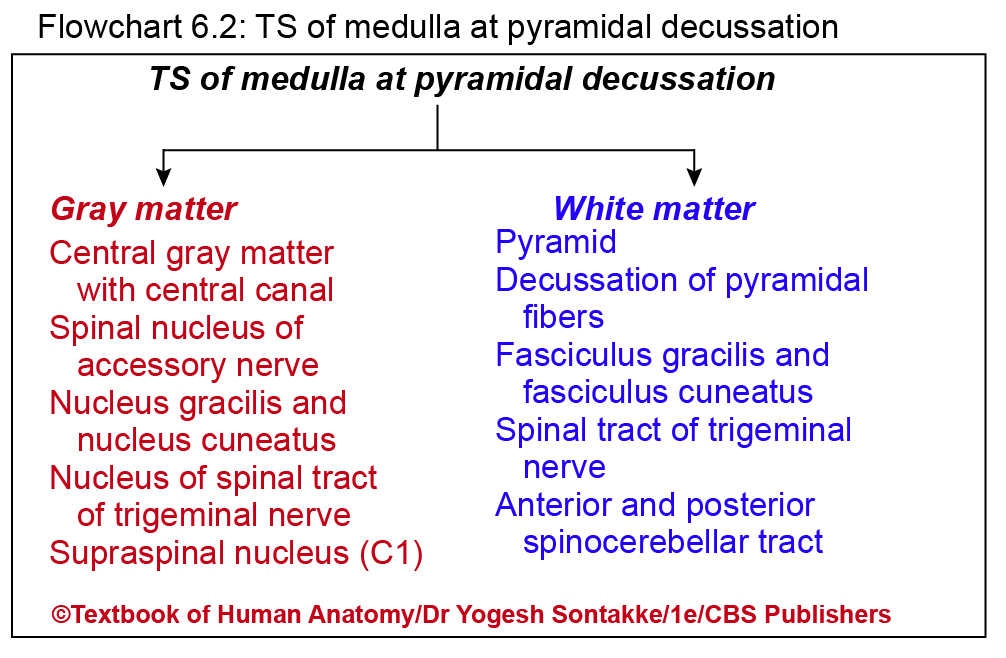 Flowchart 6.2: TS of medulla at pyramidal decussation
TS of medulla at pyramidal decussation
Gray matter
Central gray matter
with central canal
Spinal nucleus of
accessory nerve
Nucleus gracilis and
nucleus cuneatus
Nucleus of spinal tract
of trigeminal nerve
Supraspinal nucleus (C1)
White matter
Pyramid
Decussation of pyramidal
fibers
Fasciculus gracilis and
fasciculus cuneatus
Spinal tract of trigeminal
nerve
Anterior and posterior
spinocerebellar tract
©Textbook of Human Anatomy/Dr Yogesh Sontakke/1e/CBS Publishers